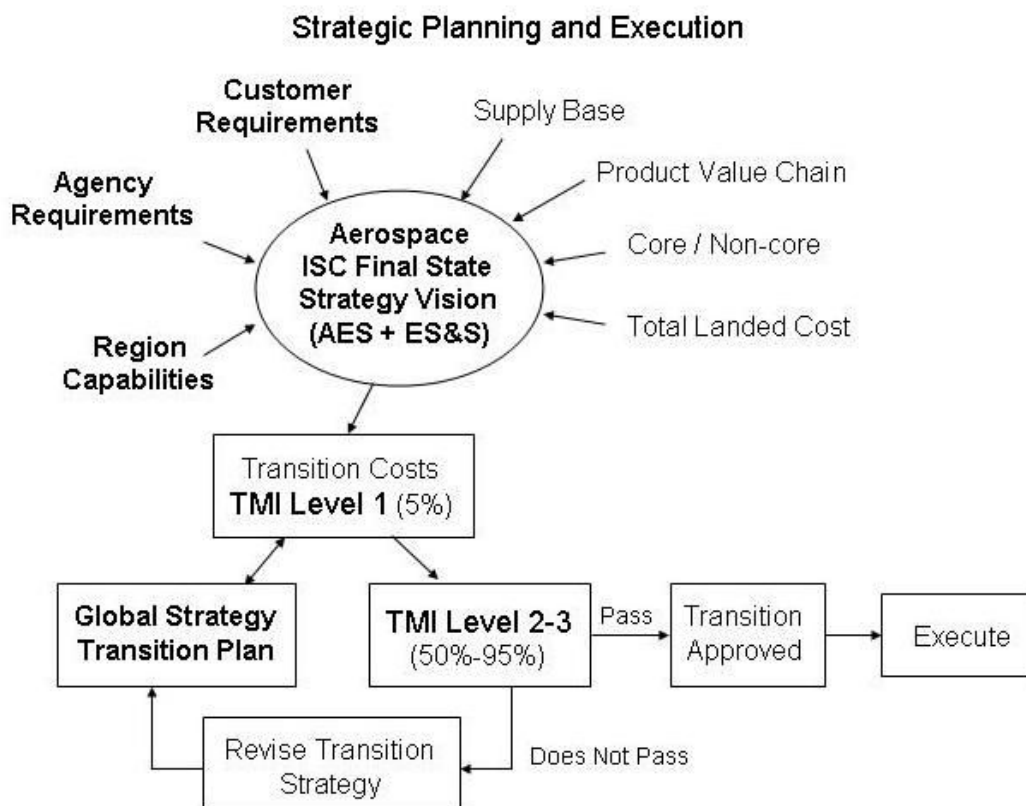 Strategic Planning and Execution
Customer
Requirements
Supply Base
Agency
Requirements
Product Value Chain
Aerospace
ISC Final State
Strategy Vision
(AES + ES&S)
Core / Non-core
Region
Capabilities
Total Landed Cost
Transition Costs
TMI Level 1 (5%)
Global Strategy
Transition Plan
TMI Level 2-3
(50%-95%)
Pass
Transition
Approved
Execute
Revise Transition
Strategy
Does Not Pass